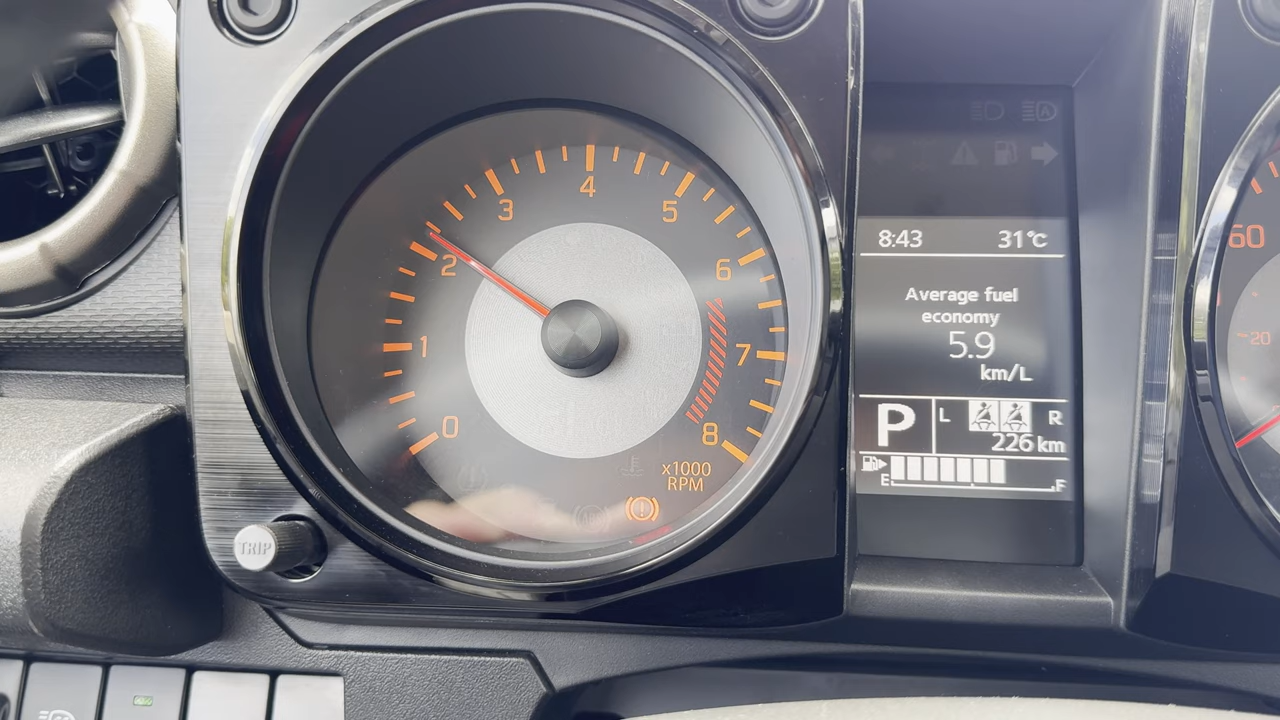 0
1
2
3
4
5
6
7
8
x1000
RPM
TRIP
8:43 31℃
Average fuel
economy
5.9
km/L
P L R
226 km
E F
60
20